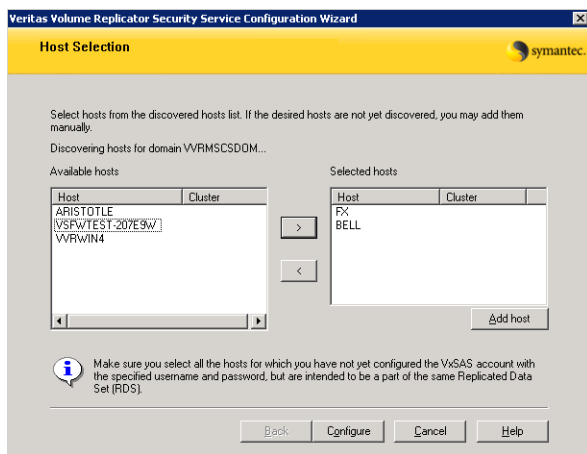 Veritas Volume Replicator Security Service Configuration Wizard
Host Selection
symantec.
Select hosts from the discovered hosts list. If the desired hosts are not yet discovered, you may add them
manually.
Discovering hosts for domain VVRMSCSDOM...
Available hosts
Selected hosts
Host Cluster
ARISTOTLE
VSFWTEST-207E9W
VVRWIN4
>
<
Host Cluster
FX
BELL
Add host
Make sure you select all the hosts for which you have not yet configured the VxSAS account with
the specified username and password, but are intended to be a part of the same Replicated Data
Set (RDS).
Back Configure Cancel Help